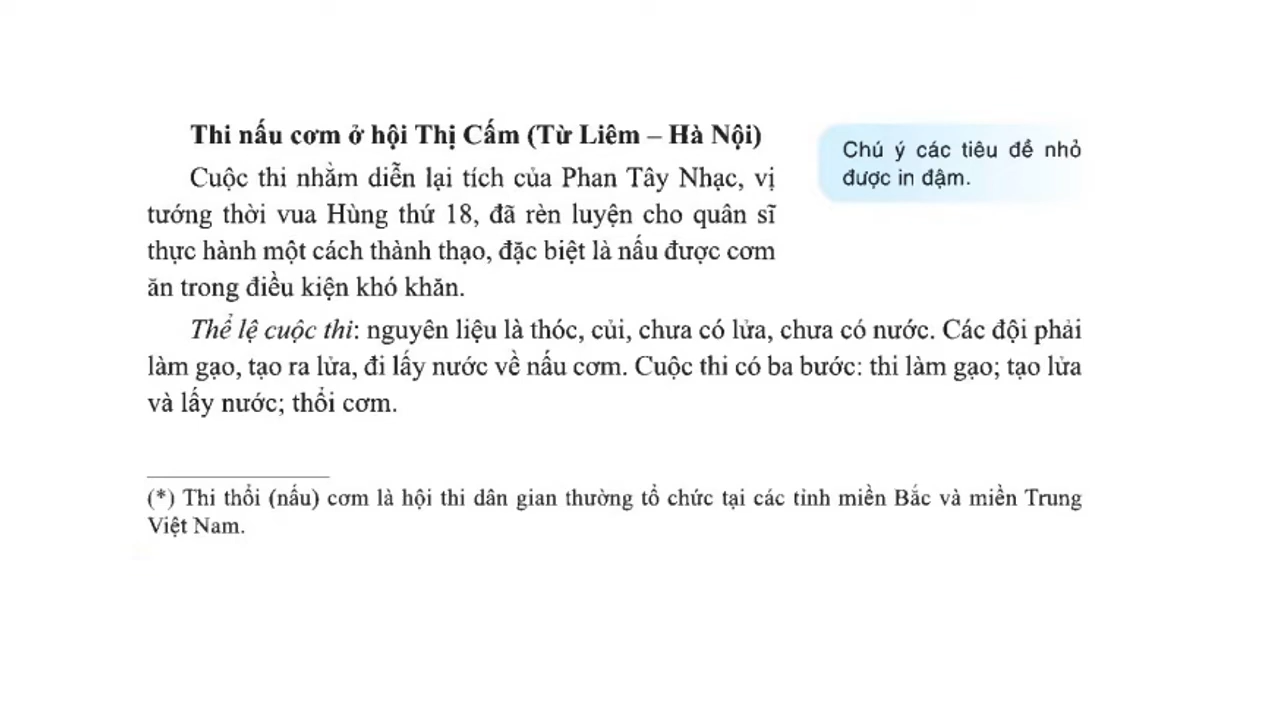 Thi nấu cơm ở hội Thị Cấm (Từ Liêm – Hà Nội)
Cuộc thi nhằm diễn lại tích của Phan Tây Nhạc, vị
tướng thời vua Hùng thứ 18, đã rèn luyện cho quân sĩ
thực hành một cách thành thạo, đặc biệt là nấu được cơm
ăn trong điều kiện khó khăn.
Chú ý các tiêu đề nhỏ
được in đậm.
Thể lệ cuộc thi: nguyên liệu là thóc, củi, chưa có lửa, chưa có nước. Các đội phải
làm gạo, tạo ra lửa, đi lấy nước về nấu cơm. Cuộc thi có ba bước: thi làm gạo; tạo lửa
và lấy nước; thổi cơm.
(*) Thi thổi (nấu) cơm là hội thi dân gian thường tổ chức tại các tỉnh miền Bắc và miền Trung
Việt Nam.